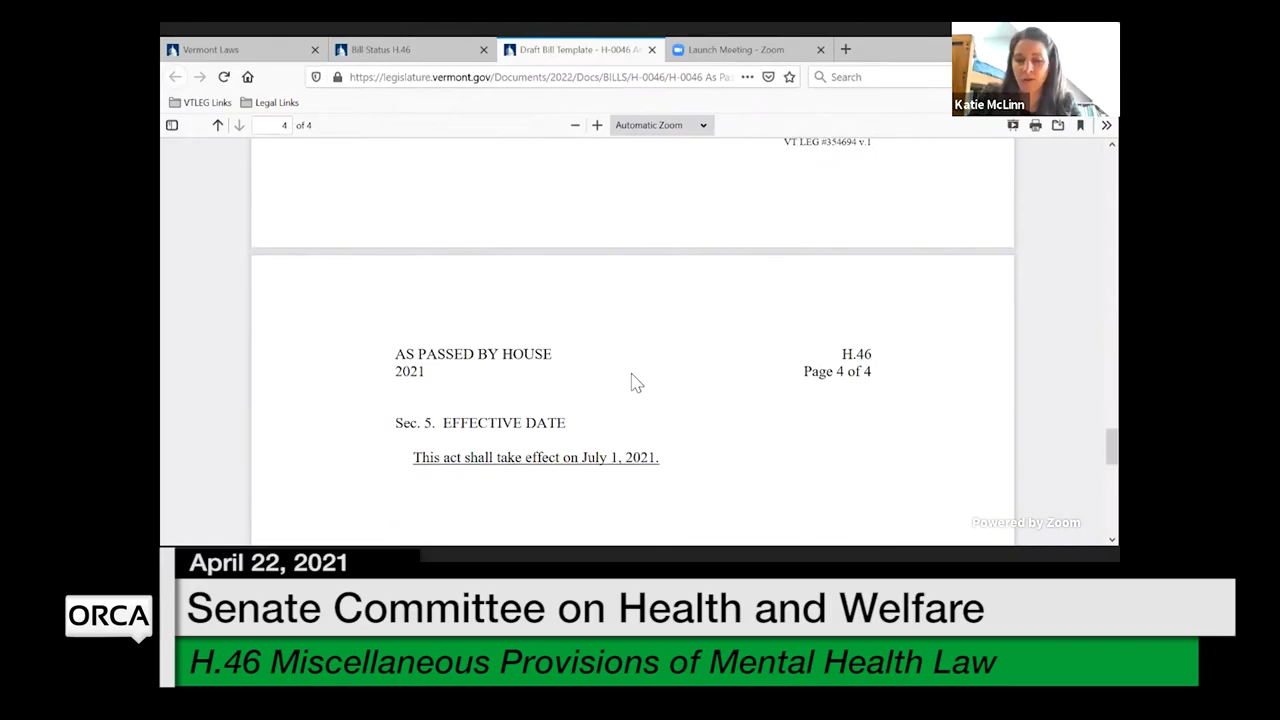 Vermont Laws
Bill Status H.46
Draft Bill Template - H-0046 As
Launch Meeting - Zoom
https://legislature.vermont.gov/Documents/2022/Docs/BILLS/H-0046/H-0046 As Pa
Search
VTLEG Links
Legal Links
4 of 4
Automatic Zoom
Katie McLinn
VT LEG #354694 v.1
AS PASSED BY HOUSE H.46
2021 Page 4 of 4
Sec. 5. EFFECTIVE DATE
This act shall take effect on July 1, 2021.
Powered by Zoom
April 22, 2021
ORCA
Senate Committee on Health and Welfare
H.46 Miscellaneous Provisions of Mental Health Law